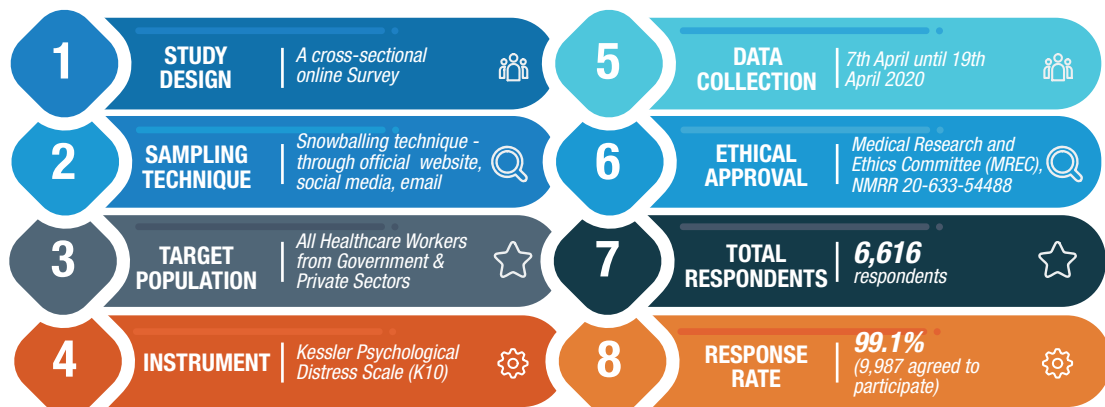 1
STUDY
DESIGN
A cross-sectional
online Survey
2
SAMPLING
TECHNIQUE
Snowballing technique -
through official website,
social media, email
3
TARGET
POPULATION
All Healthcare Workers
from Government &
Private Sectors
4
INSTRUMENT
Kessler Psychological
Distress Scale (K10)
5
DATA
COLLECTION
7th April until 19th
April 2020
6
ETHICAL
APPROVAL
Medical Research and
Ethics Committee (MREC),
NMRR 20-633-54488
7
TOTAL
RESPONDENTS
6,616
respondents
8
RESPONSE
RATE
99.1%
(9,987 agreed to
participate)